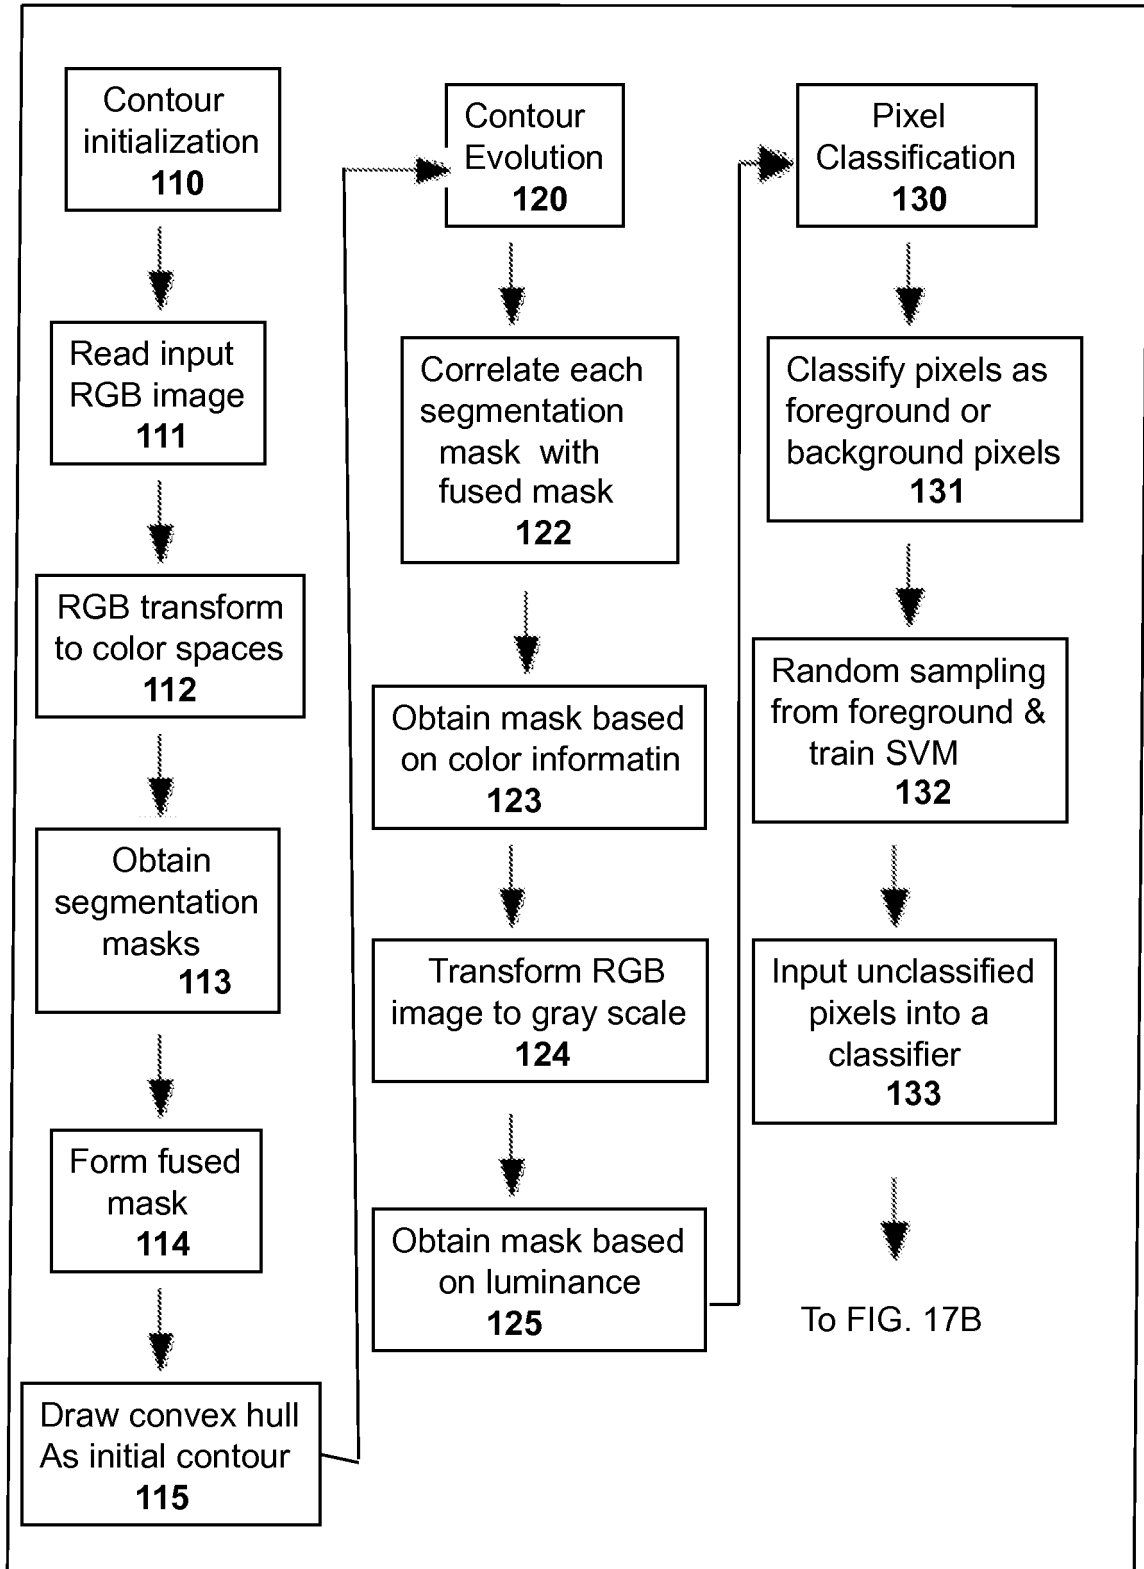 Contour
initialization
110
Read input
RGB image
111
RGB transform
to color spaces
112
Obtain
segmentation
masks
113
Form fused
mask
114
Draw convex hull
As initial contour
115
Contour
Evolution
120
Correlate each
segmentation
mask with
fused mask
122
Obtain mask based
on color informatin
123
Transform RGB
image to gray scale
124
Obtain mask based
on luminance
125
Pixel
Classification
130
Classify pixels as
foreground or
background pixels
131
Random sampling
from foreground &
train SVM
132
Input unclassified
pixels into a
classifier
133
To FIG. 17B